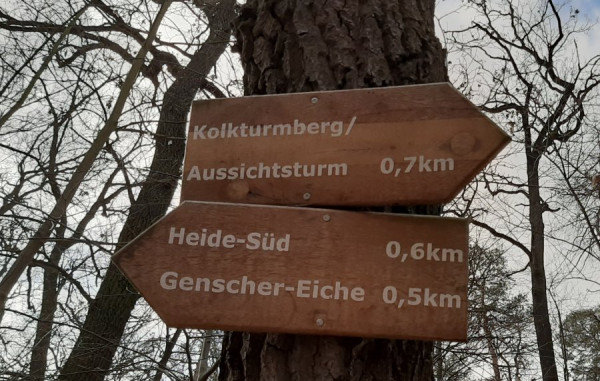 Kolkturmberg/
Aussichtsturm 0,7km
Heide-Süd 0,6km
Genscher-Eiche 0,5km